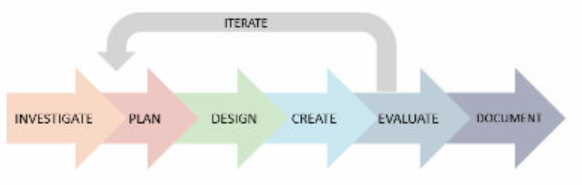 ITERATE
INVESTIGATE PLAN DESIGN CREATE EVALUATE DOCUMENT